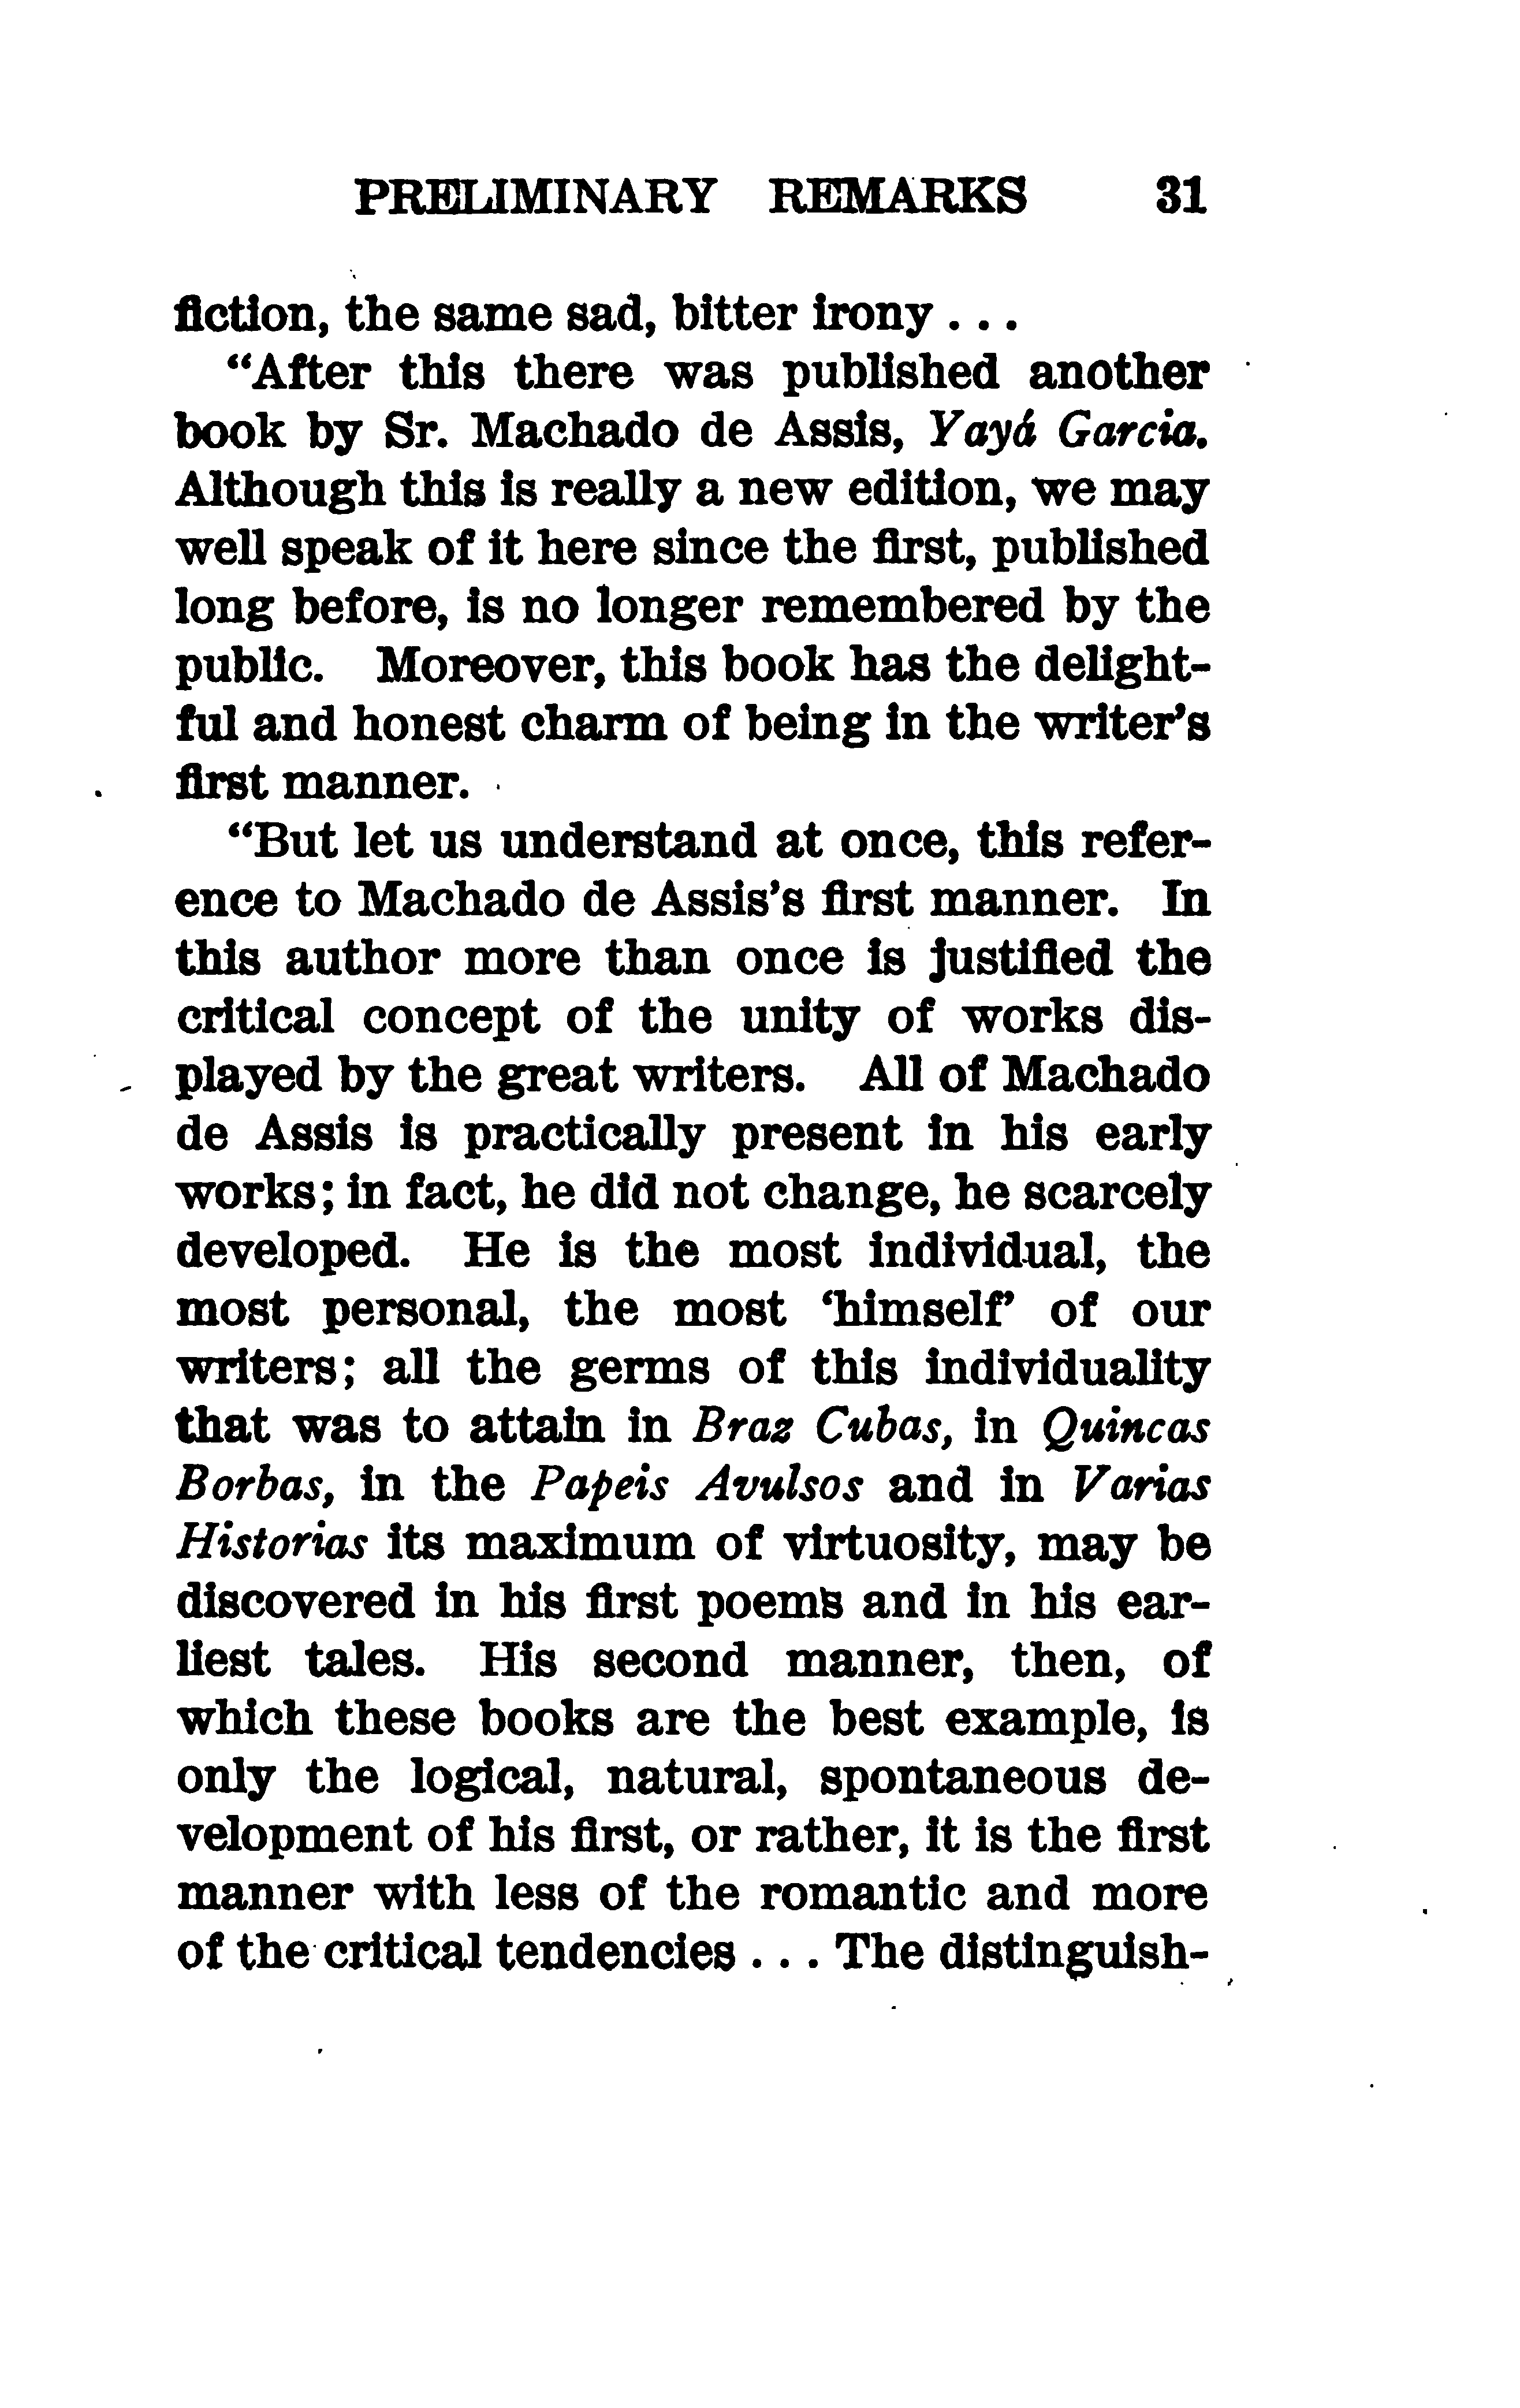 PRELIMINARY REMARKS 31
fiction, the same sad, bitter irony . . .
“After this there was published another
book by Sr. Machado de Assis, Yayá Garcia.
Although this is really a new edition, we may
well speak of it here since the first, published
long before, is no longer remembered by the
public. Moreover, this book has the delight-
ful and honest charm of being in the writer’s
first manner.
“But let us understand at once, this refer-
ence to Machado de Assis’s first manner. In
this author more than once is justified the
critical concept of the unity of works dis-
played by the great writers. All of Machado
de Assis is practically present in his early
works; in fact, he did not change, he scarcely
developed. He is the most individual, the
most personal, the most ‘himself’ of our
writers; all the germs of this individuality
that was to attain in Braz Cubas, in Quincas
Borbas, in the Papeis Avulsos and in Varias
Historias its maximum of virtuosity, may be
discovered in his first poems and in his ear-
liest tales. His second manner, then, of
which these books are the best example, is
only the logical, natural, spontaneous de-
velopment of his first, or rather, it is the first
manner with less of the romantic and more
of the critical tendencies . . . The distinguish-